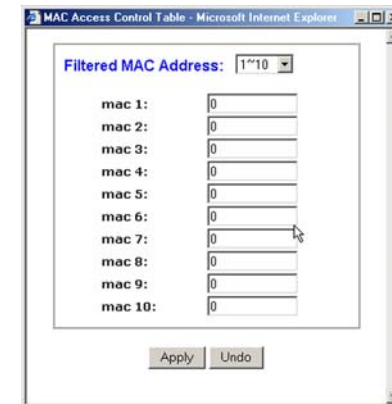 MAC Access Control Table - Microsoft Internet Explorer
Filtered MAC Address: 1~10
mac 1: 0
mac 2: 0
mac 3: 0
mac 4: 0
mac 5: 0
mac 6: 0
mac 7: 0
mac 8: 0
mac 9: 0
mac 10: 0
Apply Undo